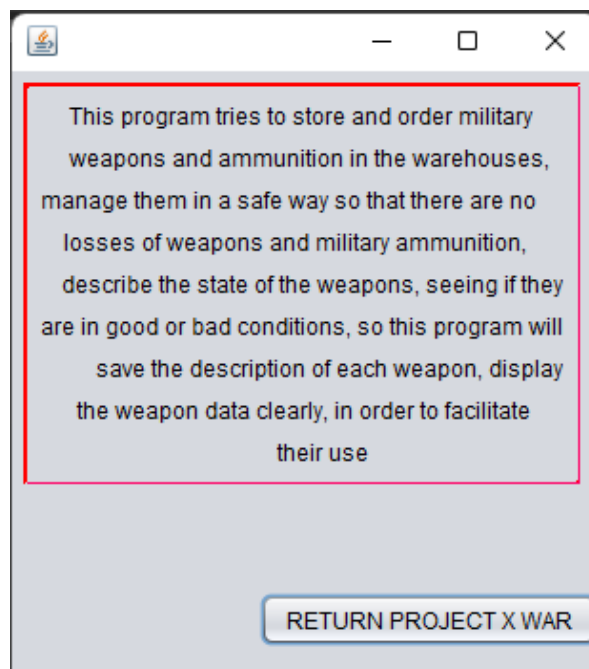 This program tries to store and order military
weapons and ammunition in the warehouses,
manage them in a safe way so that there are no
losses of weapons and military ammunition,
describe the state of the weapons, seeing if they
are in good or bad conditions, so this program will
save the description of each weapon, display
the weapon data clearly, in order to facilitate
their use
RETURN PROJECT X WAR